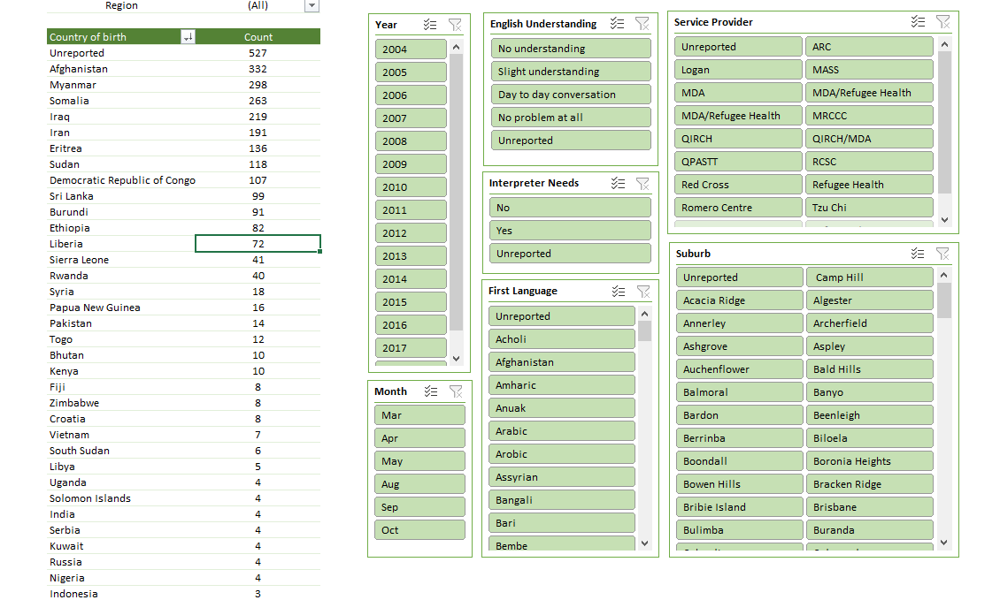 Region (All)
Country of birth Count
Unreported 527
Afghanistan 332
Myanmar 298
Somalia 263
Iraq 219
Iran 191
Eritrea 136
Sudan 118
Democratic Republic of Congo 107
Sri Lanka 99
Burundi 91
Ethiopia 82
Liberia 72
Sierra Leone 41
Rwanda 40
Syria 18
Papua New Guinea 16
Pakistan 14
Togo 12
Bhutan 10
Kenya 10
Fiji 8
Zimbabwe 8
Croatia 8
Vietnam 7
South Sudan 6
Libya 5
Uganda 4
Solomon Islands 4
India 4
Serbia 4
Kuwait 4
Russia 4
Nigeria 4
Indonesia 3
Year
2004
2005
2006
2007
2008
2009
2010
2011
2012
2013
2014
2015
2016
2017
Month
Mar
Apr
May
Aug
Sep
Oct
English Understanding
No understanding
Slight understanding
Day to day conversation
No problem at all
Unreported
Interpreter Needs
No
Yes
Unreported
First Language
Unreported
Acholi
Afghanistan
Amharic
Anuak
Arabic
Arobic
Assyrian
Bangali
Bari
Bembe
Service Provider
Unreported ARC
Logan MASS
MDA MDA/Refugee Health
MDA/Refugee Health MRCCC
QIRCH QIRCH/MDA
QPASTT RCSC
Red Cross Refugee Health
Romero Centre Tzu Chi
Suburb
Unreported Camp Hill
Acacia Ridge Algester
Annerley Archerfield
Ashgrove Aspley
Auchenflower Bald Hills
Balmoral Banyo
Bardon Beenleigh
Berrinba Biloela
Boondall Boronia Heights
Bowen Hills Bracken Ridge
Bribie Island Brisbane
Bulimba Buranda